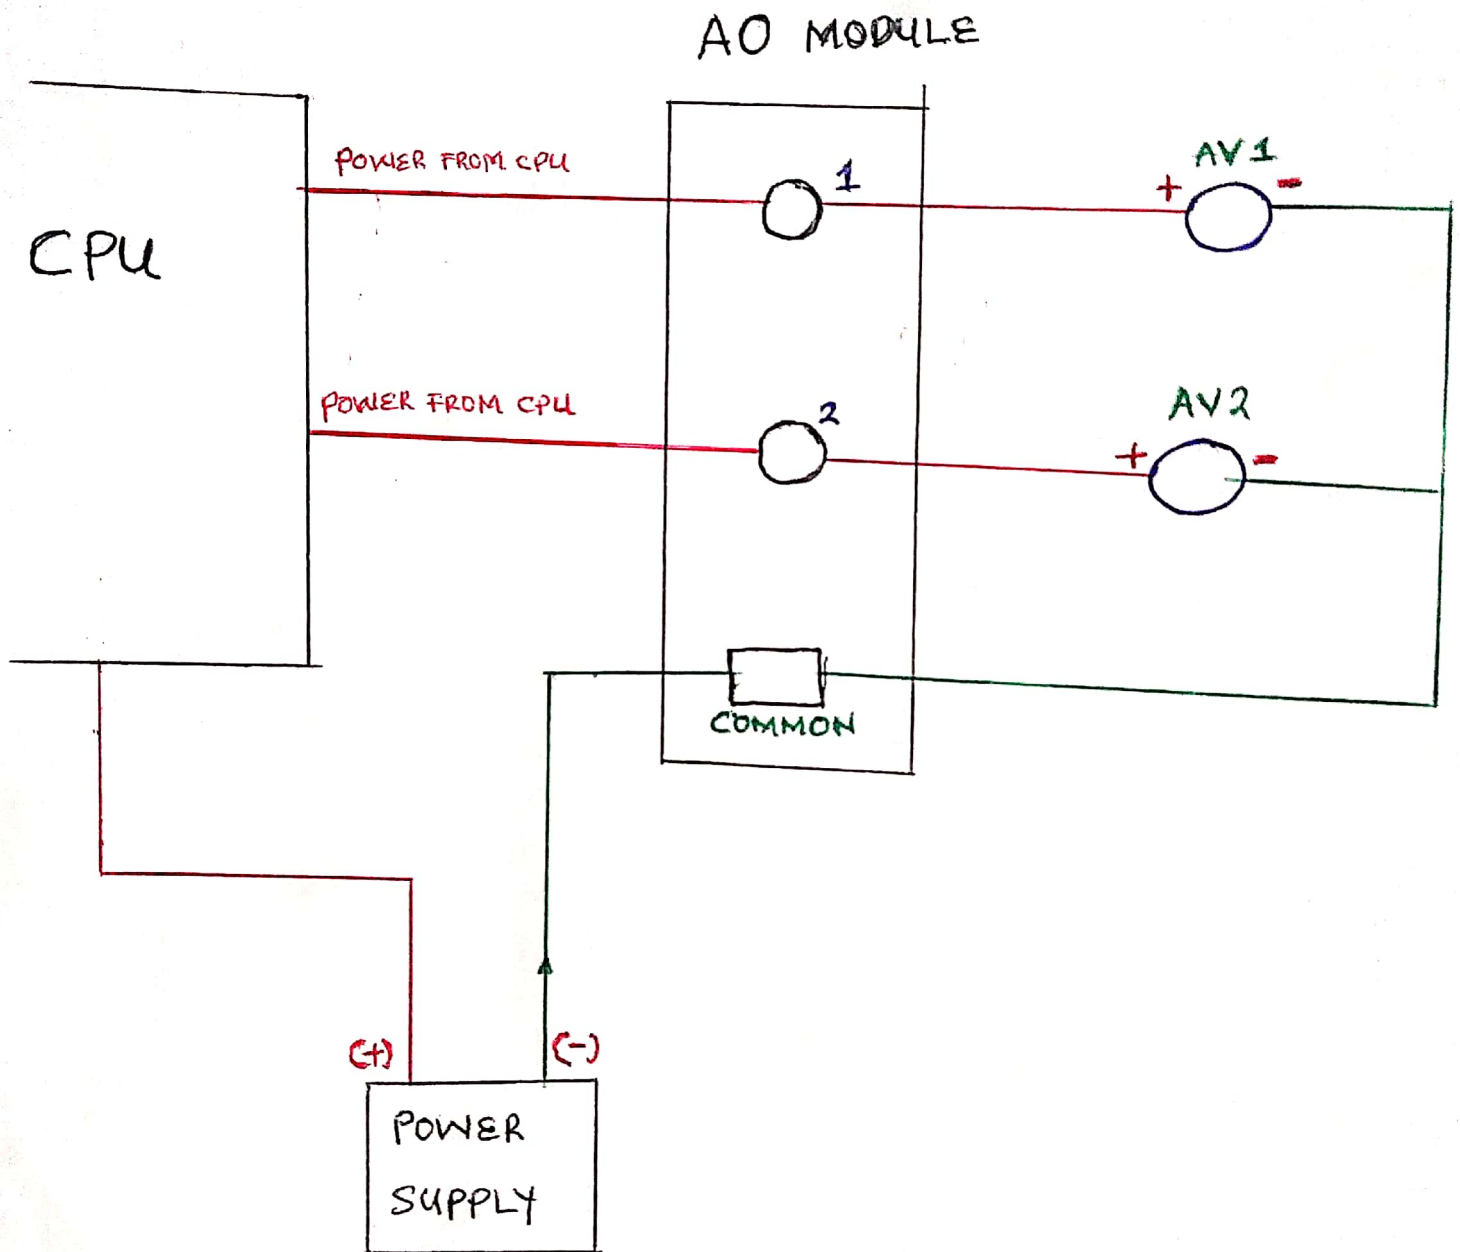 AO MODULE
POWER FROM CPU
1
AV1
+
-
CPU
POWER FROM CPU
2
AV2
+
-
COMMON
(+)
(-)
POWER
SUPPLY